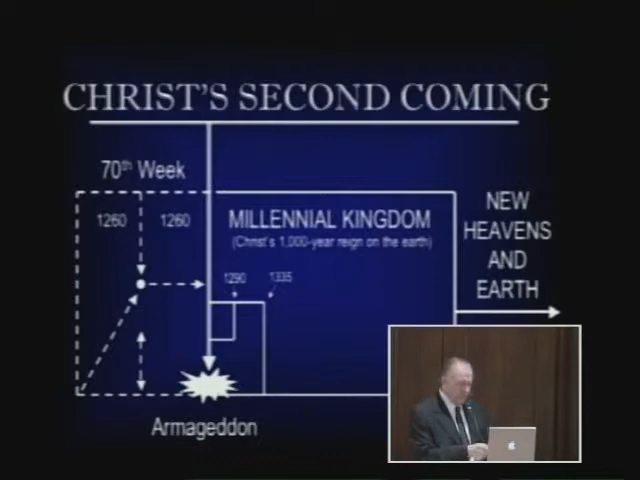 CHRIST'S SECOND COMING
70th Week
1260
1260
MILLENNIAL KINGDOM
(Christ's 1,000-year reign on the earth)
1290
1335
NEW
HEAVENS
AND
EARTH
Armageddon